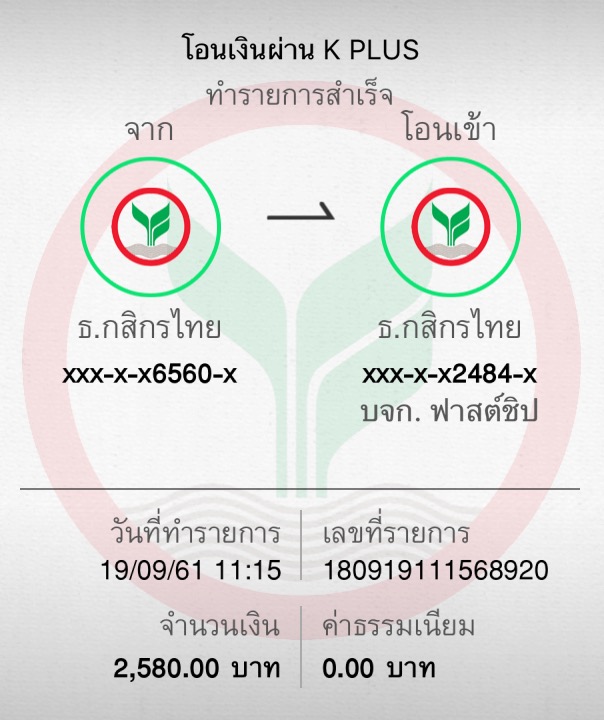 โอนเงินผ่าน K PLUS
ทำรายการสำเร็จ
จาก
โอนเข้า
ธ.กสิกรไทย
xxx-x-x6560-x
ธ.กสิกรไทย
xxx-x-x2484-x
บจก. ฟาสต์ชิป
วันที่ทำรายการ
19/09/61 11:15
เลขที่รายการ
180919111568920
จำนวนเงิน
2,580.00 บาท
ค่าธรรมเนียม
0.00 บาท